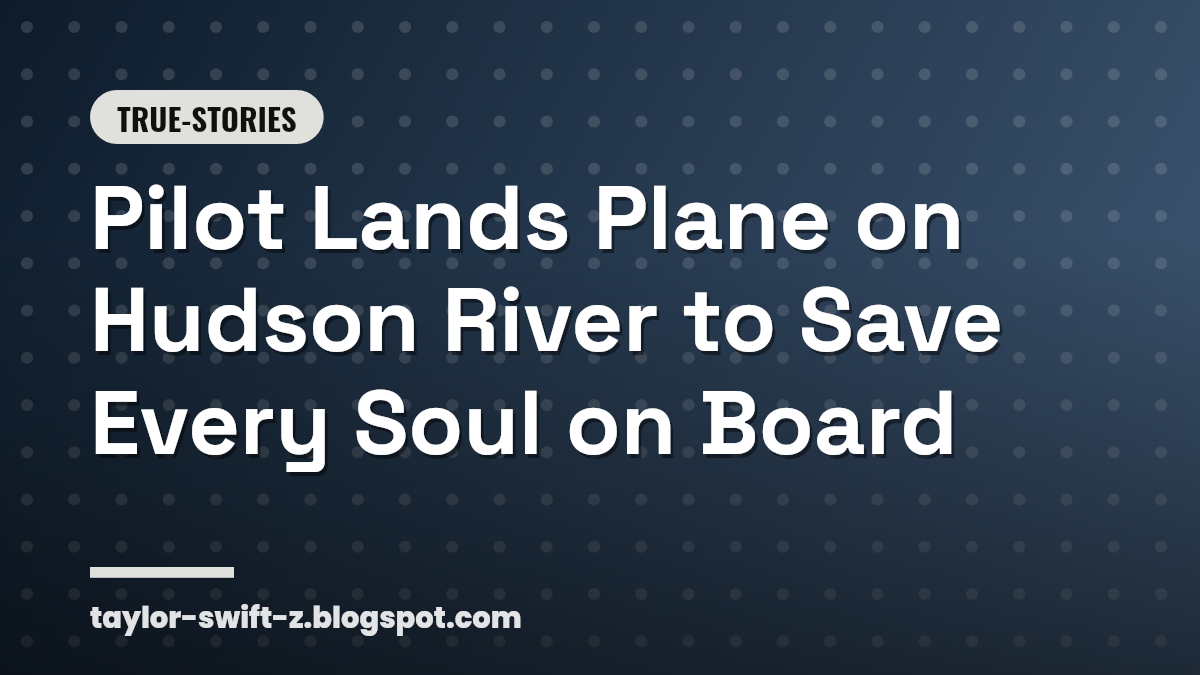 TRUE-STORIES
Pilot Lands Plane on
Hudson River to Save
Every Soul on Board
taylor-swift-z.blogspot.com